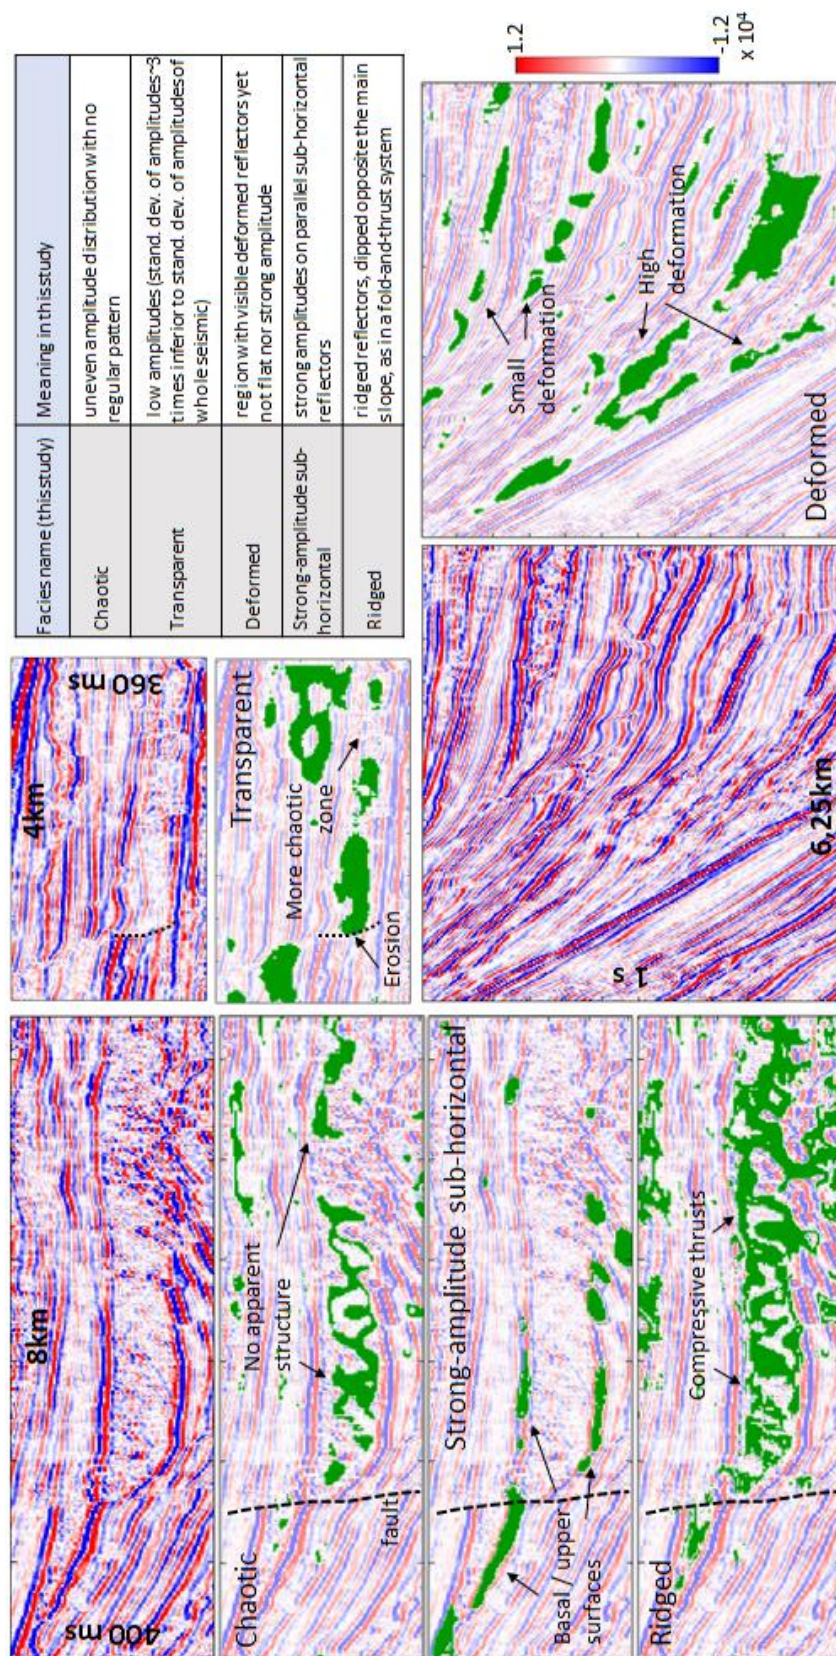 8km
400 ms
Chaotic
No apparent
structure
fault
Strong-amplitude sub-horizontal
Basal / upper
surfaces
Ridged
Compressive thrusts
4km
360 ms
Transparent
More chaotic
zone
Erosion
Facies name (this study)
Meaning in this study
Chaotic
uneven amplitude distribution with no
regular pattern
Transparent
low amplitudes (stand. dev. of amplitudes~3
times inferior to stand. dev. of amplitudes of
whole seismic)
Deformed
region with visible deformed reflectors yet
not flat nor strong amplitude
Strong-amplitude sub-
horizontal
strong amplitudes on parallel sub-horizontal
reflectors
Ridged
ridged reflectors, dipped opposite the main
slope, as in a fold-and-thrust system
1 s
6,25km
Small
deformation
High
deformation
Deformed
1.2
-1.2
x 10⁴